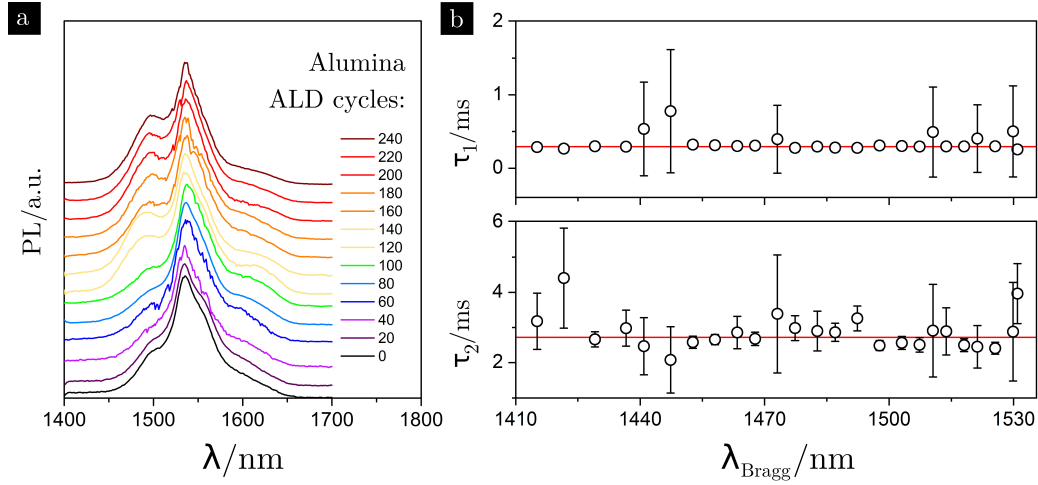 a
Alumina
ALD cycles:
240
220
200
180
160
140
120
100
80
60
40
20
0
PL/a.u.
1400 1500 1600 1700 1800
λ/nm
b
2
1
0
τ1/ms
6
4
2
τ2/ms
1410 1440 1470 1500 1530
λBragg/nm